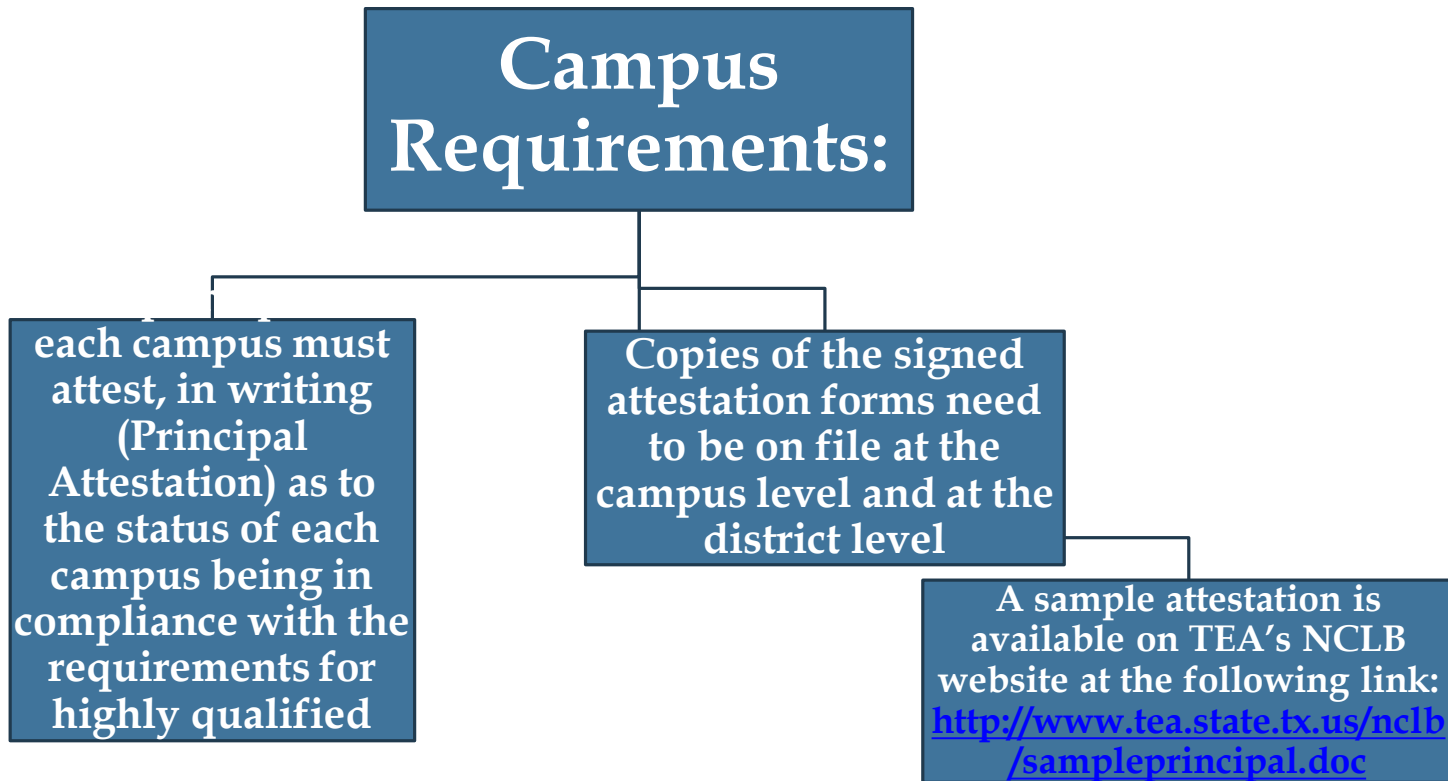 Campus
Requirements:
each campus must
attest, in writing
(Principal
Attestation) as to
the status of each
campus being in
compliance with the
requirements for
highly qualified
Copies of the signed
attestation forms need
to be on file at the
campus level and at the
district level
A sample attestation is
available on TEA’s NCLB
website at the following link:
http://www.tea.state.tx.us/nclb
/sampleprincipal.doc